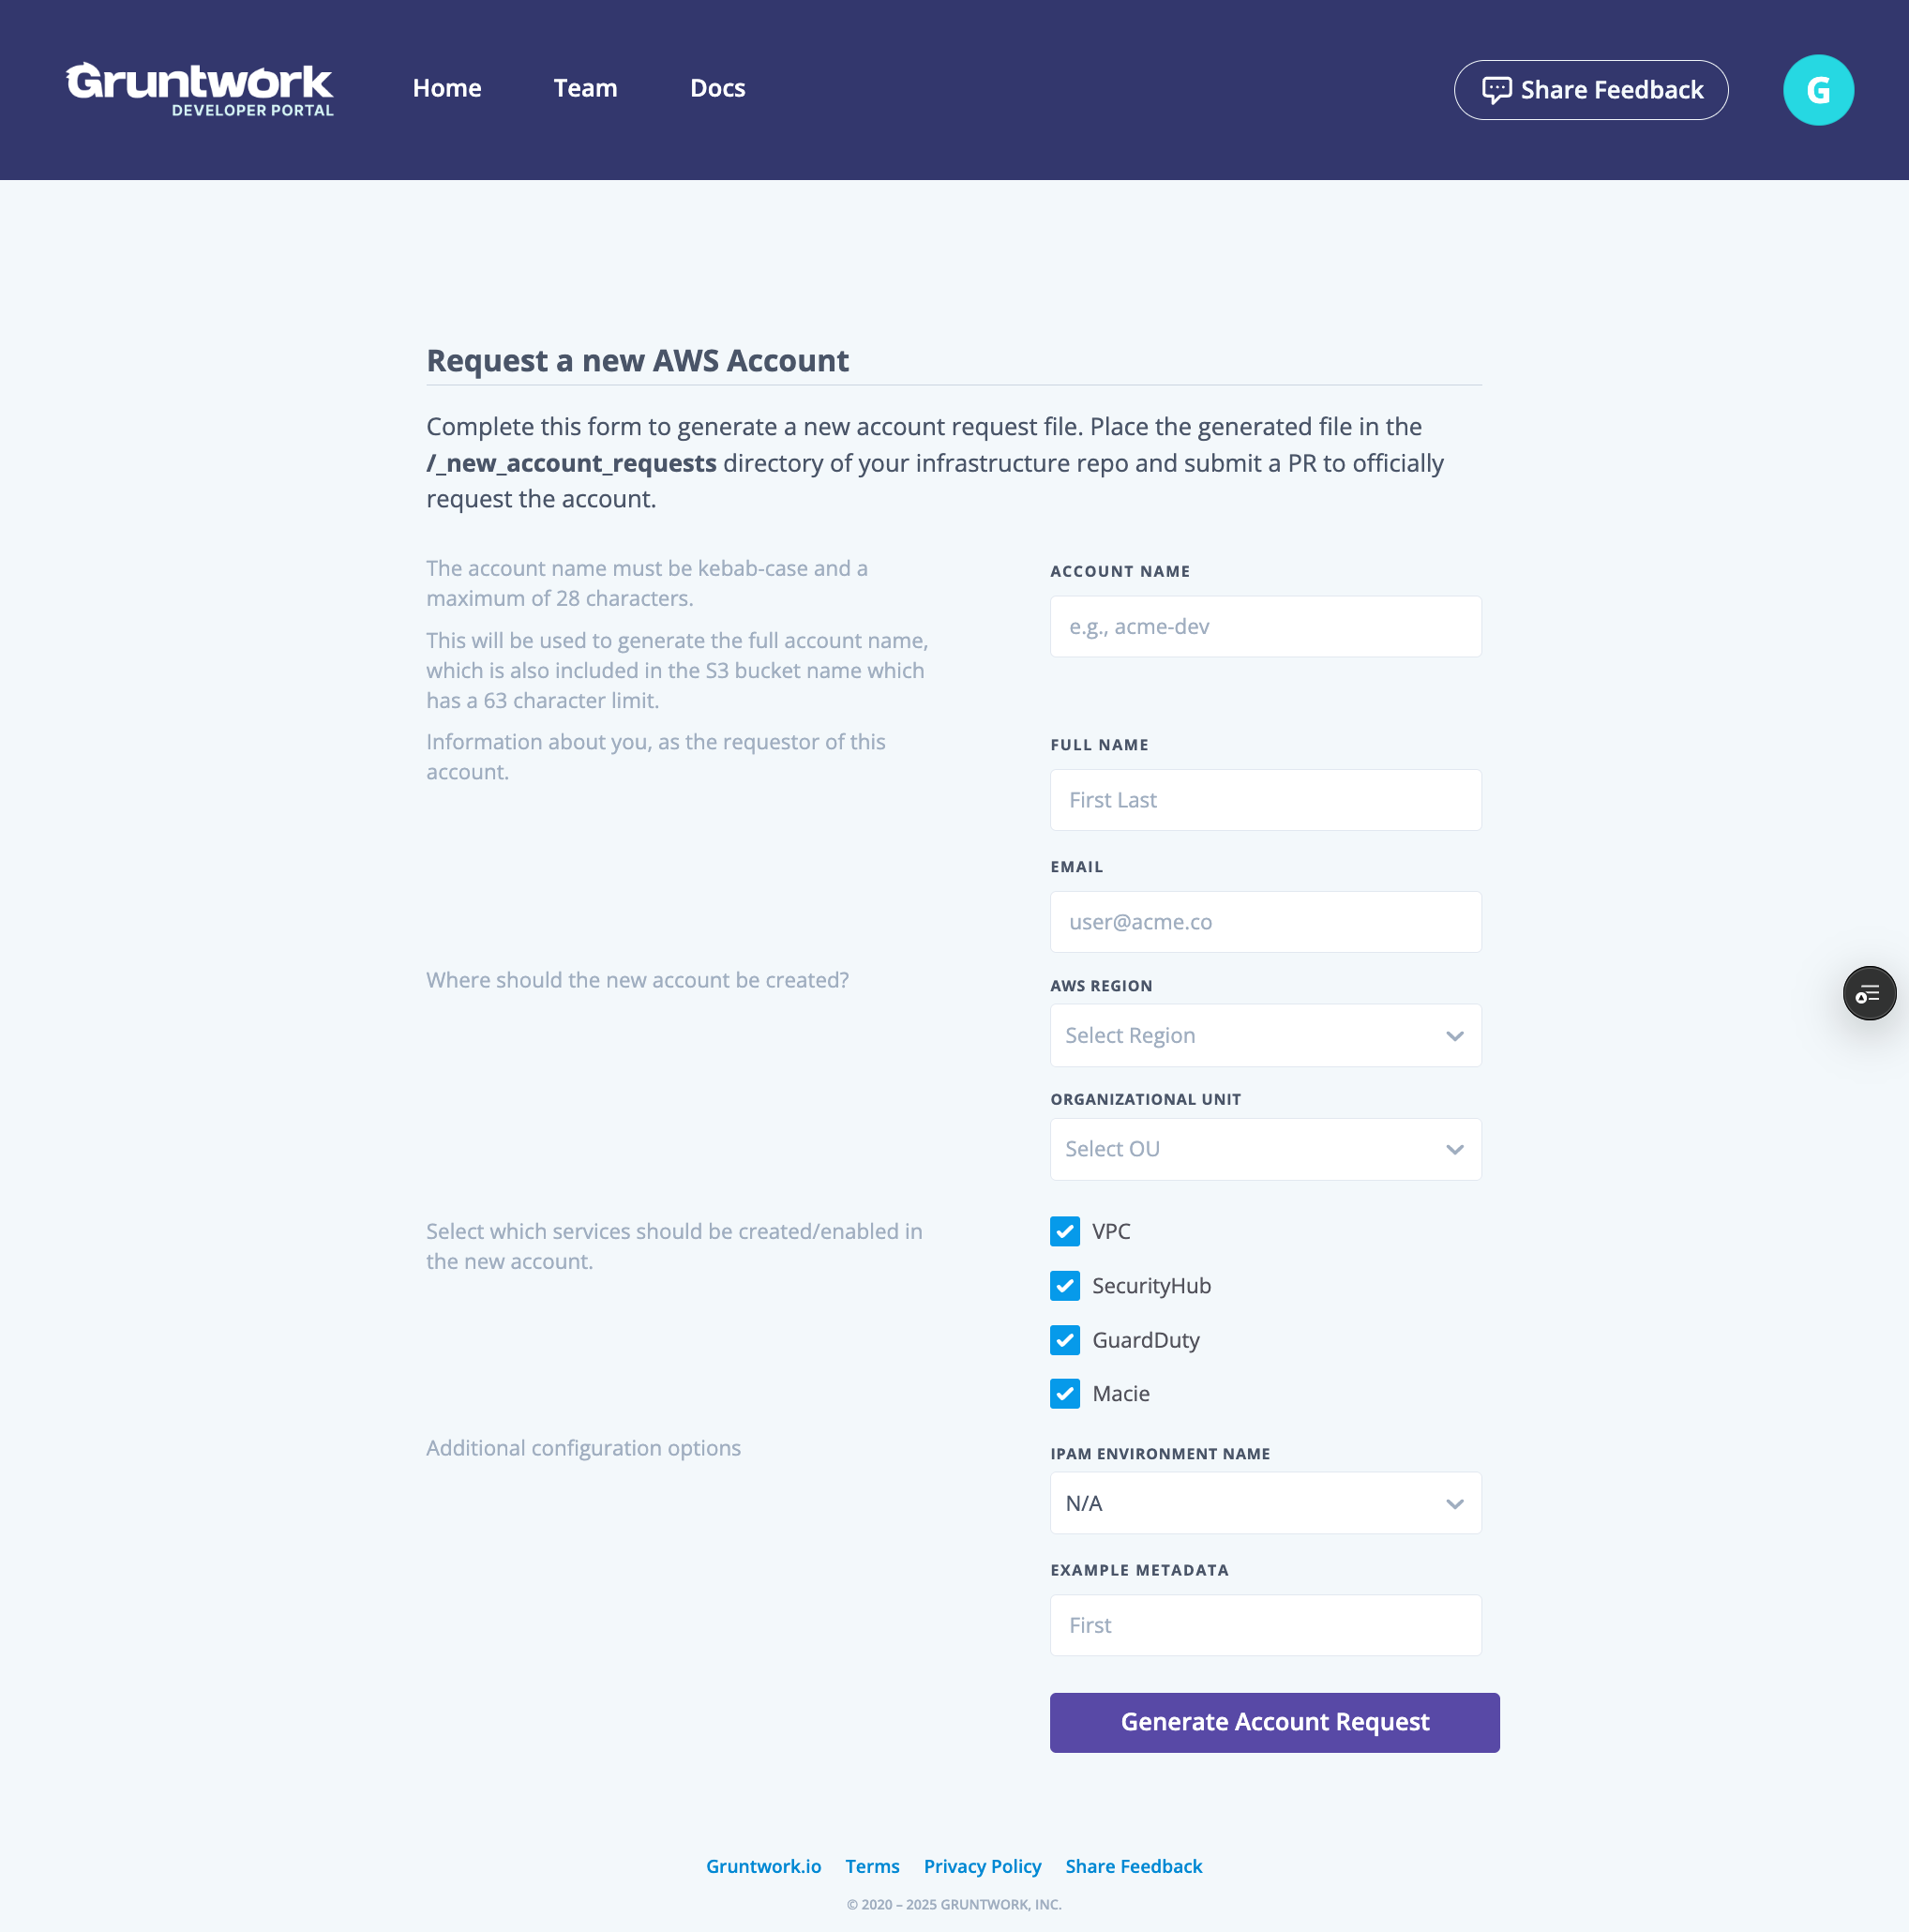 Gruntwork
DEVELOPER PORTAL
Home
Team
Docs
Share Feedback
G
Request a new AWS Account
Complete this form to generate a new account request file. Place the generated file in the
/_new_account_requests directory of your infrastructure repo and submit a PR to officially
request the account.
The account name must be kebab-case and a
maximum of 28 characters.
This will be used to generate the full account name,
which is also included in the S3 bucket name which
has a 63 character limit.
ACCOUNT NAME
e.g., acme-dev
Information about you, as the requestor of this
account.
FULL NAME
First Last
EMAIL
user@acme.co
Where should the new account be created?
AWS REGION
Select Region
ORGANIZATIONAL UNIT
Select OU
Select which services should be created/enabled in
the new account.
VPC
SecurityHub
GuardDuty
Macie
Additional configuration options
IPAM ENVIRONMENT NAME
N/A
EXAMPLE METADATA
First
Generate Account Request
Gruntwork.io
Terms
Privacy Policy
Share Feedback
© 2020 – 2025 GRUNTWORK, INC.